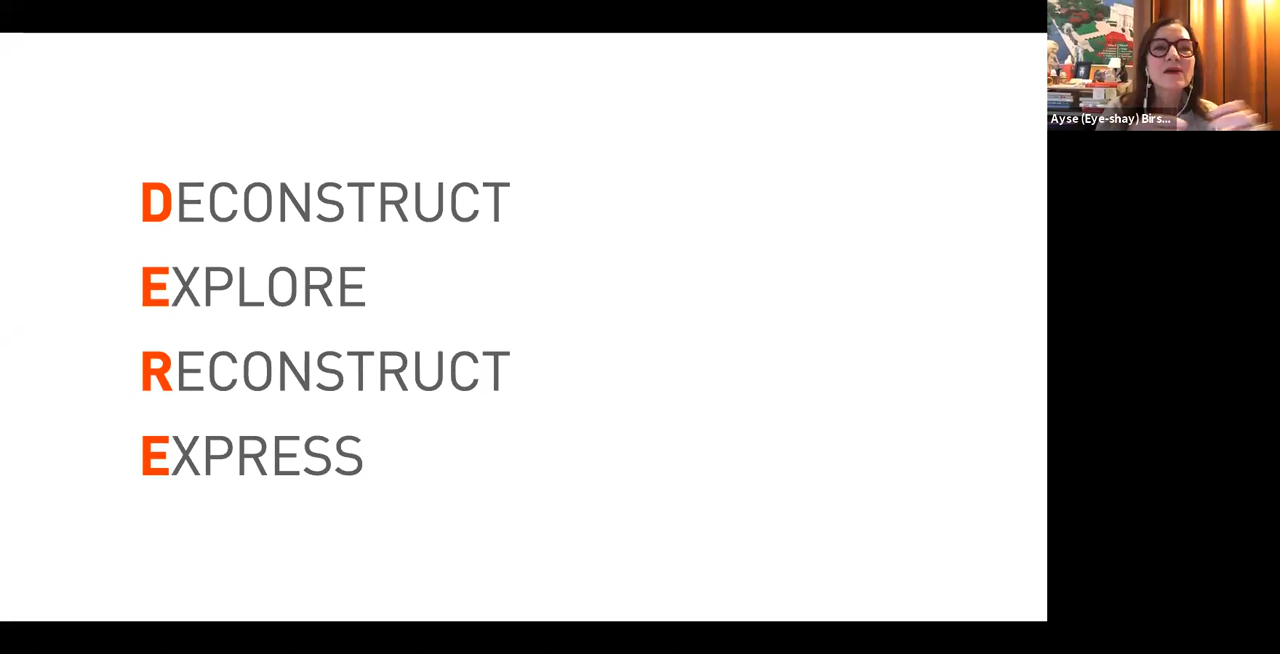 DECONSTRUCT
EXPLORE
RECONSTRUCT
EXPRESS
Ayse (Eye-shay) Birs...